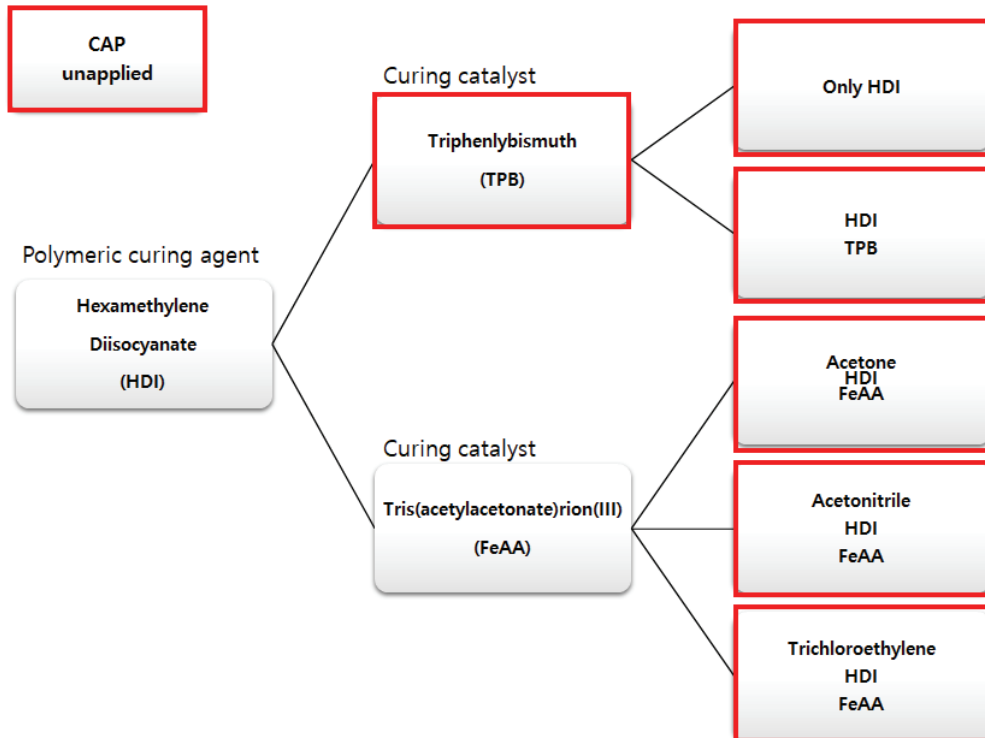 CAP
unapplied
Curing catalyst
Triphenlybismuth
(TPB)
Only HDI
HDI
TPB
Polymeric curing agent
Hexamethylene
Diisocyanate
(HDI)
Curing catalyst
Tris(acetylacetonate)rion(III)
(FeAA)
Acetone
HDI
FeAA
Acetonitrile
HDI
FeAA
Trichloroethylene
HDI
FeAA